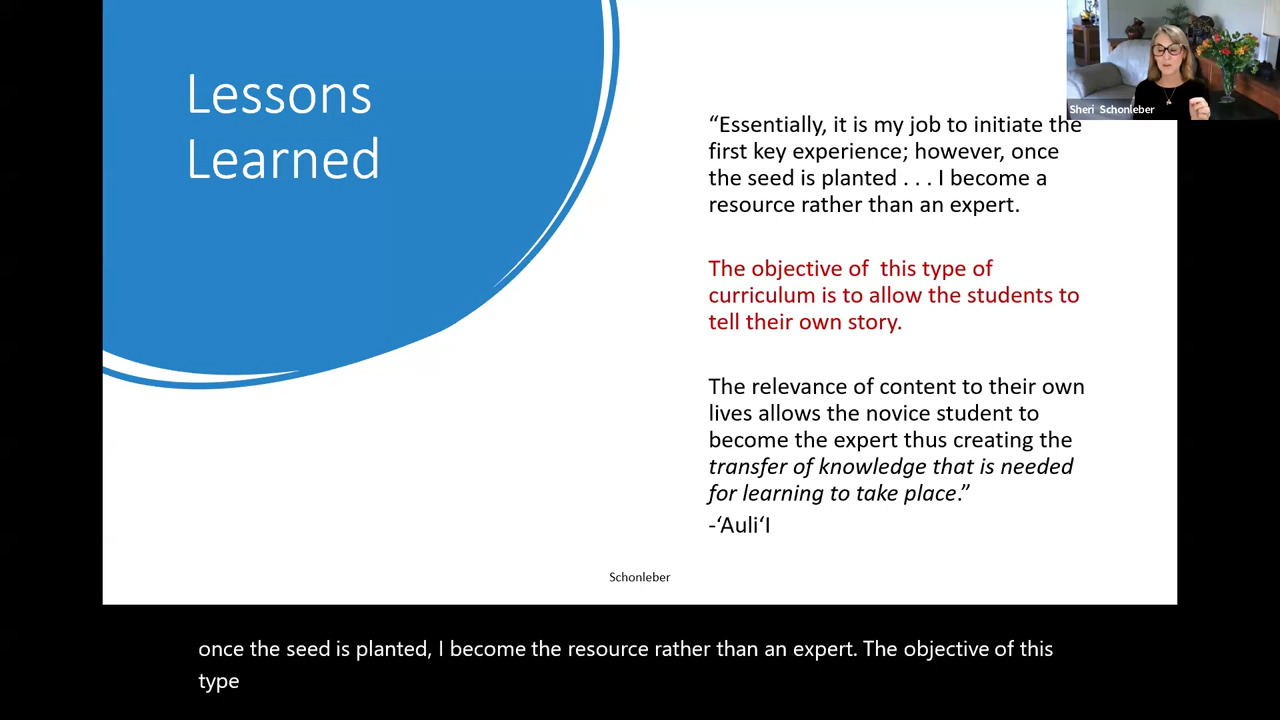 Lessons
Learned
Sheri Schonleber
“Essentially, it is my job to initiate the
first key experience; however, once
the seed is planted . . . I become a
resource rather than an expert.
The objective of  this type of
curriculum is to allow the students to
tell their own story.
The relevance of content to their own
lives allows the novice student to
become the expert thus creating the
transfer of knowledge that is needed
for learning to take place.”
-‘Auli‘I
Schonleber
once the seed is planted, I become the resource rather than an expert. The objective of this
type